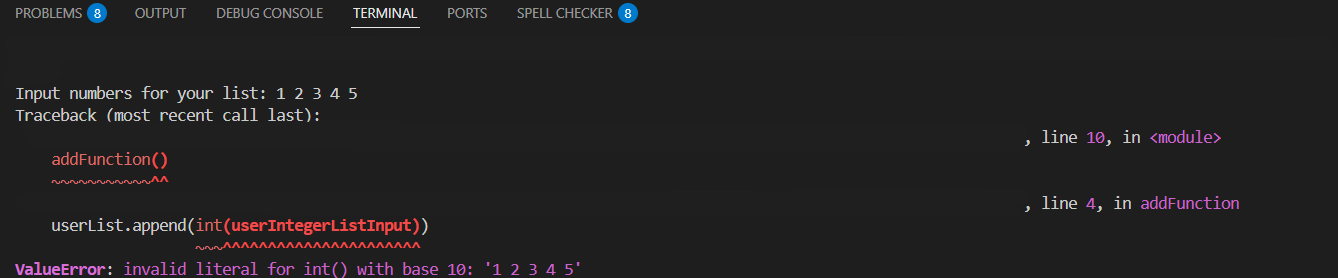 PROBLEMS 8 OUTPUT DEBUG CONSOLE TERMINAL PORTS SPELL CHECKER 8
Input numbers for your list: 1 2 3 4 5
Traceback (most recent call last):
, line 10, in <module>
addFunction()
~~~~~~~~~~~^^
, line 4, in addFunction
userList.append(int(userIntegerListInput))
~~~^^^^^^^^^^^^^^^^^^^^^^
ValueError: invalid literal for int() with base 10: '1 2 3 4 5'